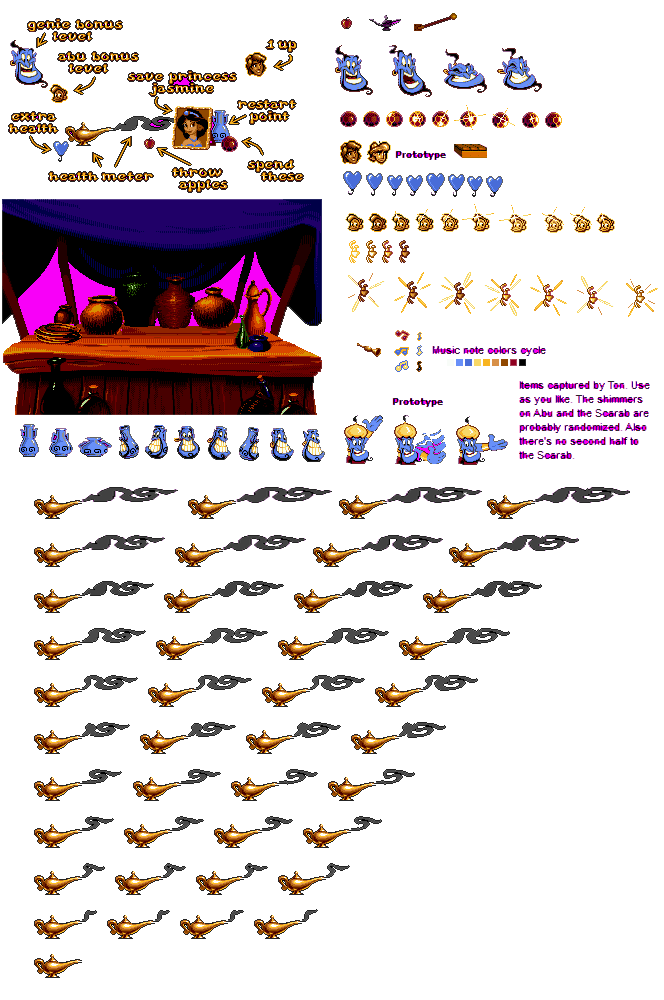 genie bonus
level
abu bonus
level
1 up
save princess
jasmine
restart
point
extra
health
health meter
throw
apples
spend
these
Prototype
Music note colors cycle
Prototype
Items captured by Ton. Use
as you like. The shimmers
on Abu and the Scarab are
probably randomized. Also
there's no second half to
the Scarab.